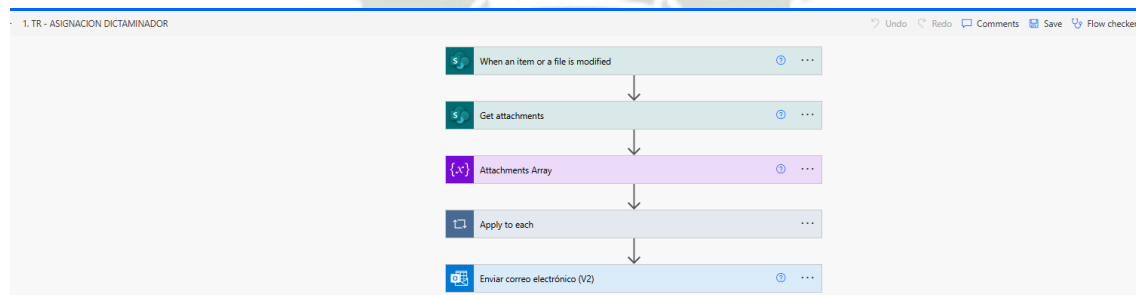 1. TR - ASIGNACION DICTAMINADOR Undo Redo Comments Save Flow checker
When an item or a file is modified
Get attachments
{x} Attachments Array
Apply to each
Enviar correo electrónico (V2)